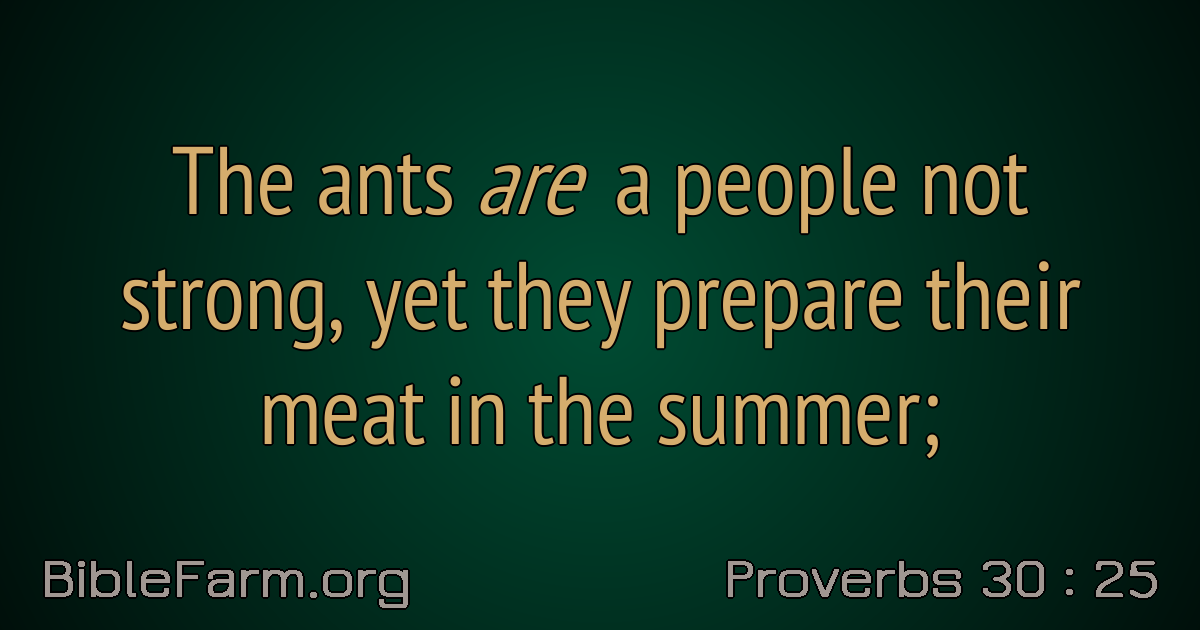 The ants are a people not
strong, yet they prepare their
meat in the summer;
BibleFarm.org
Proverbs 30 : 25